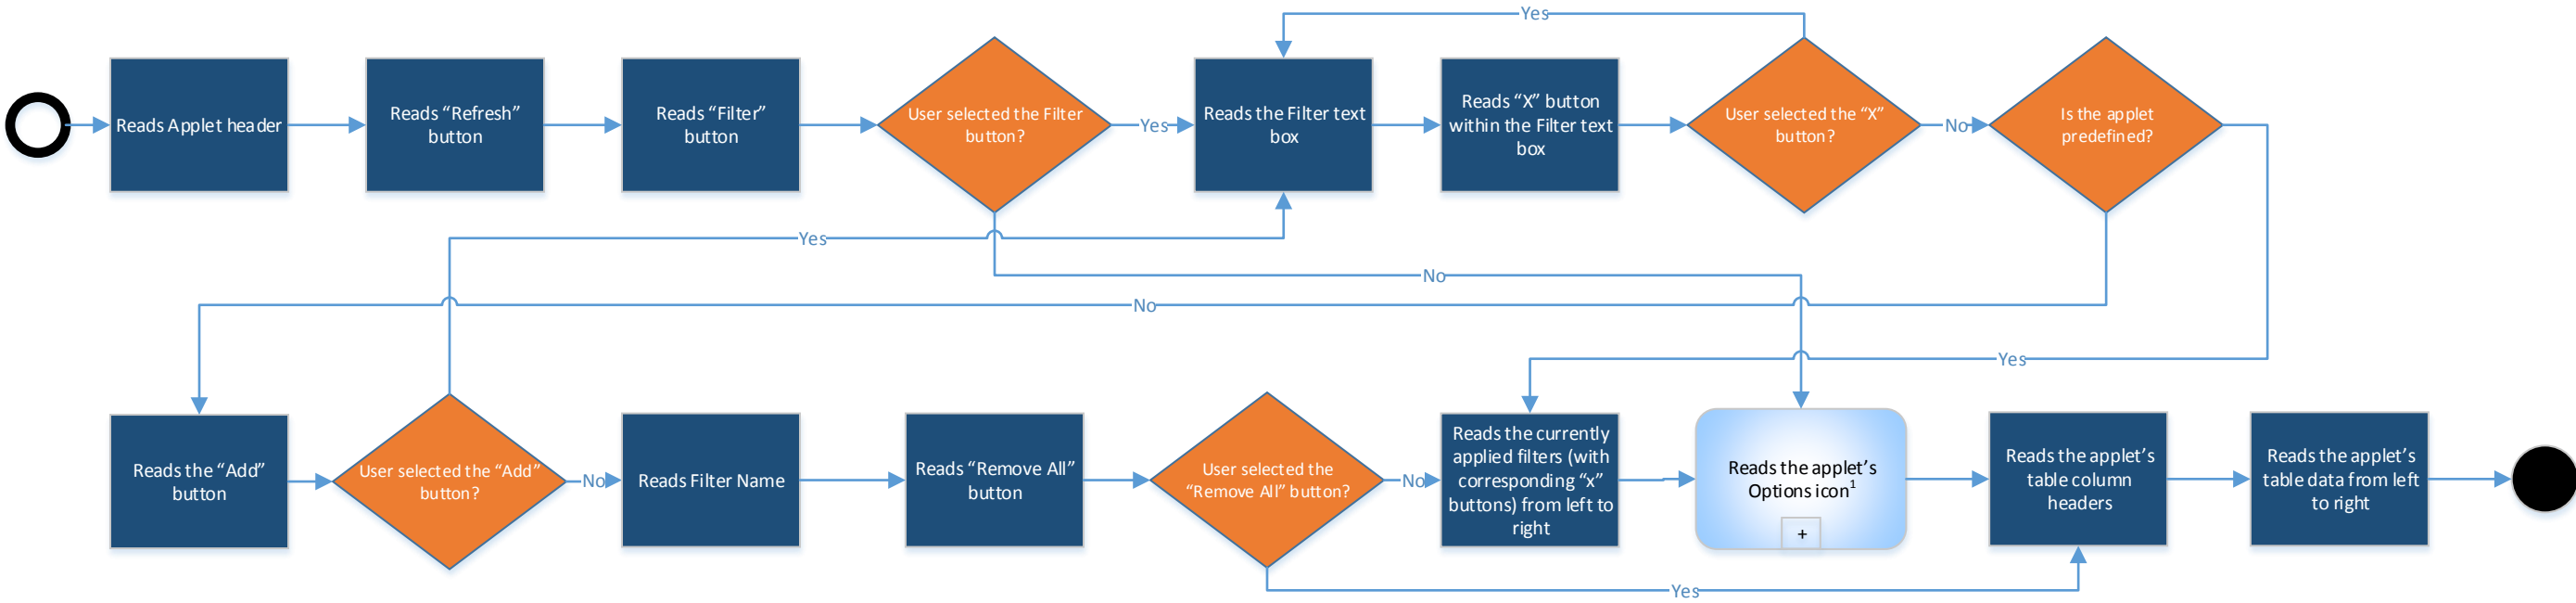 Yes
Reads Applet header
Reads “Refresh”
button
Reads “Filter”
button
User selected the Filter
button?
Yes
Reads the Filter text
box
Reads “X” button
within the Filter text
box
User selected the “X”
button?
No
Is the applet
predefined?
Yes
No
No
Yes
Reads the “Add”
button
User selected the “Add”
button?
No
Reads Filter Name
Reads “Remove All”
button
User selected the
“Remove All” button?
No
Reads the currently
applied filters (with
corresponding “x”
buttons) from left to
right
Reads the applet’s
Options icon¹
+
Reads the applet’s
table column
headers
Reads the applet’s
table data from left
to right
Yes